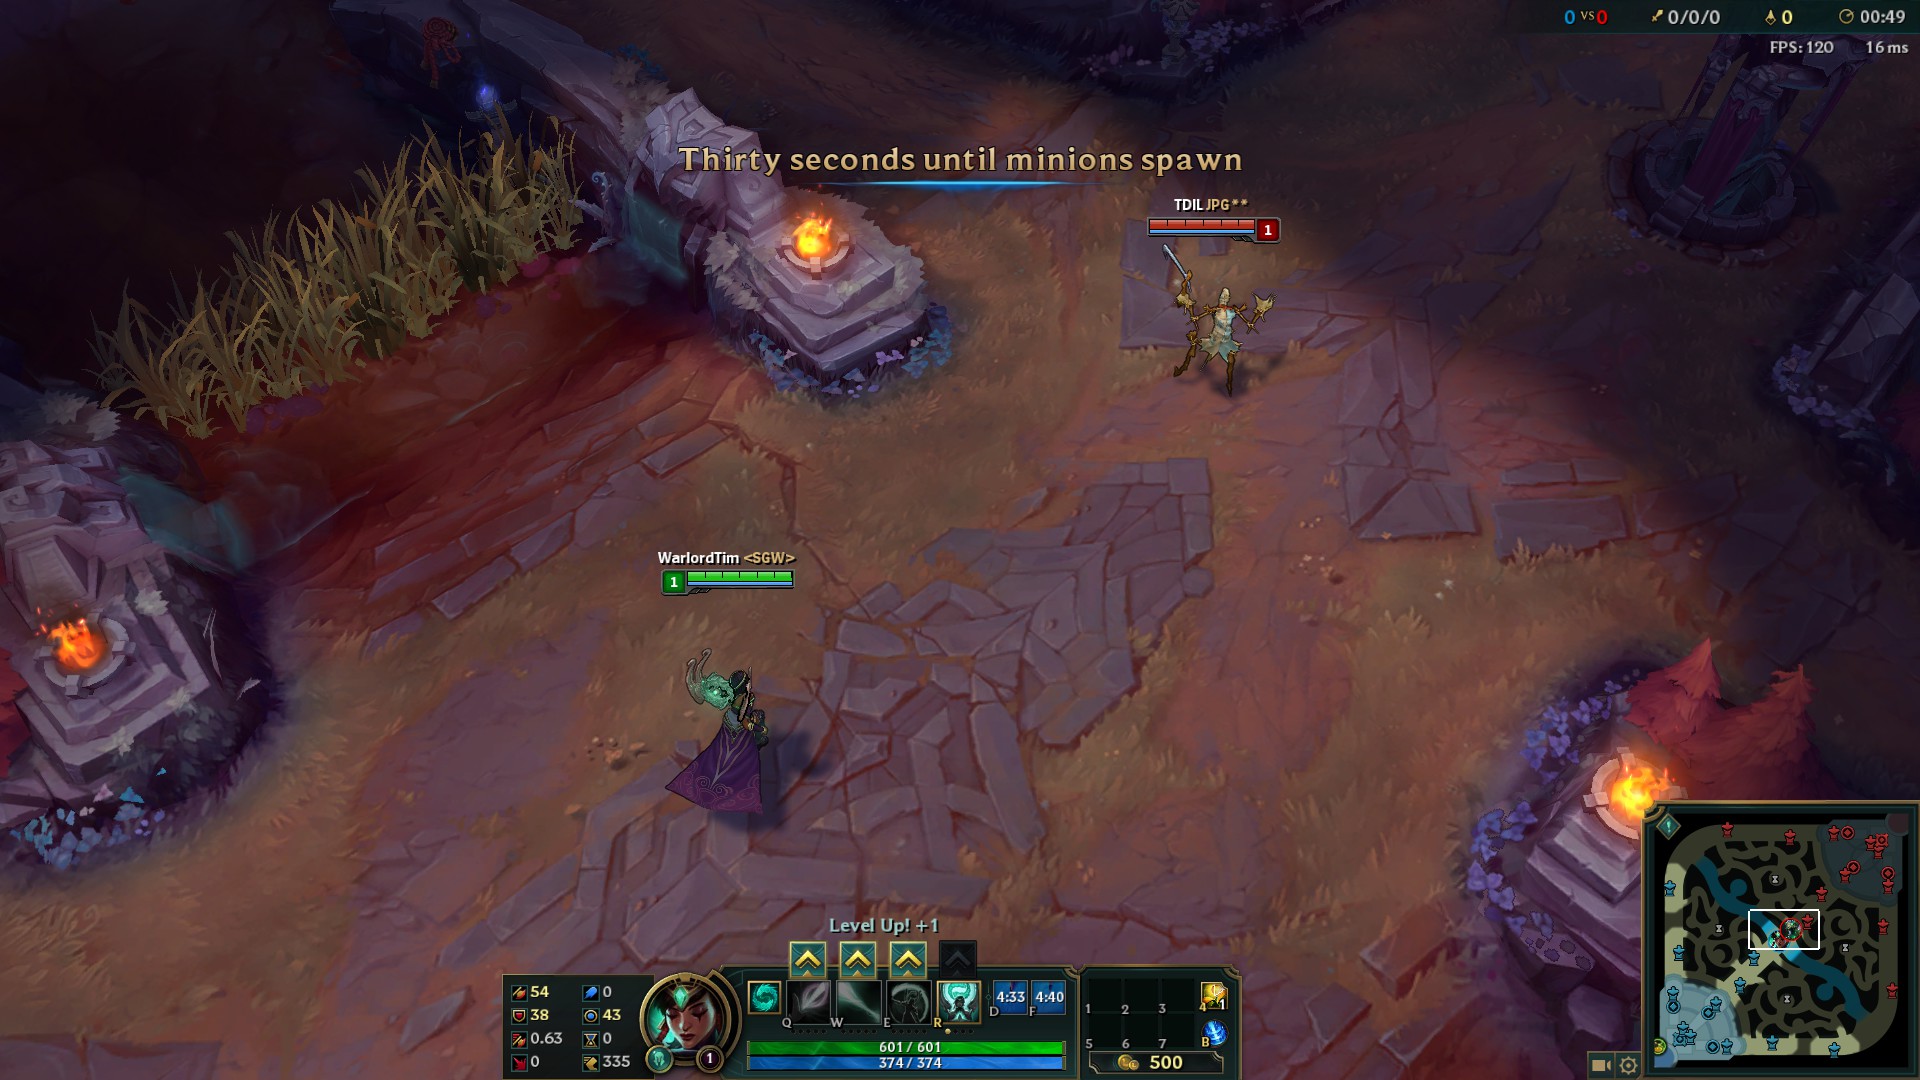 0 vs 0 0/0/0 0 00:49
FPS: 120 16 ms
Thirty seconds until minions spawn
TDIL JPG**
1
WarlordTim <SGW>
1
Level Up! +1
54 0
38 43
0.63 0
0 335
1
Q W E R
4:33 4:40
D F
601 / 601
374 / 374
1 2 3 4 1
5 6 7 B
500